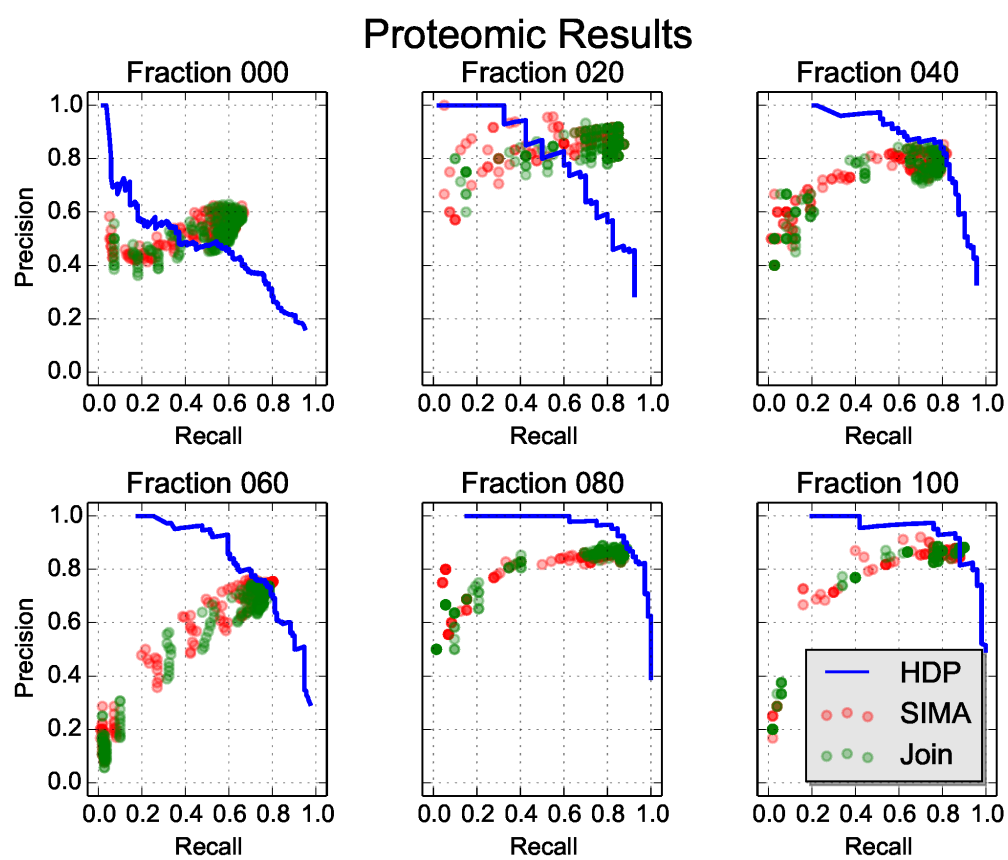 Proteomic Results
Fraction 000 Fraction 020 Fraction 040
Precision
1.0
0.8
0.6
0.4
0.2
0.0
0.0 0.2 0.4 0.6 0.8 1.0 0.0 0.2 0.4 0.6 0.8 1.0 0.0 0.2 0.4 0.6 0.8 1.0
Recall Recall Recall
Fraction 060 Fraction 080 Fraction 100
Precision
1.0
0.8
0.6
0.4
0.2
0.0
HDP
SIMA
Join
0.0 0.2 0.4 0.6 0.8 1.0 0.0 0.2 0.4 0.6 0.8 1.0 0.0 0.2 0.4 0.6 0.8 1.0
Recall Recall Recall